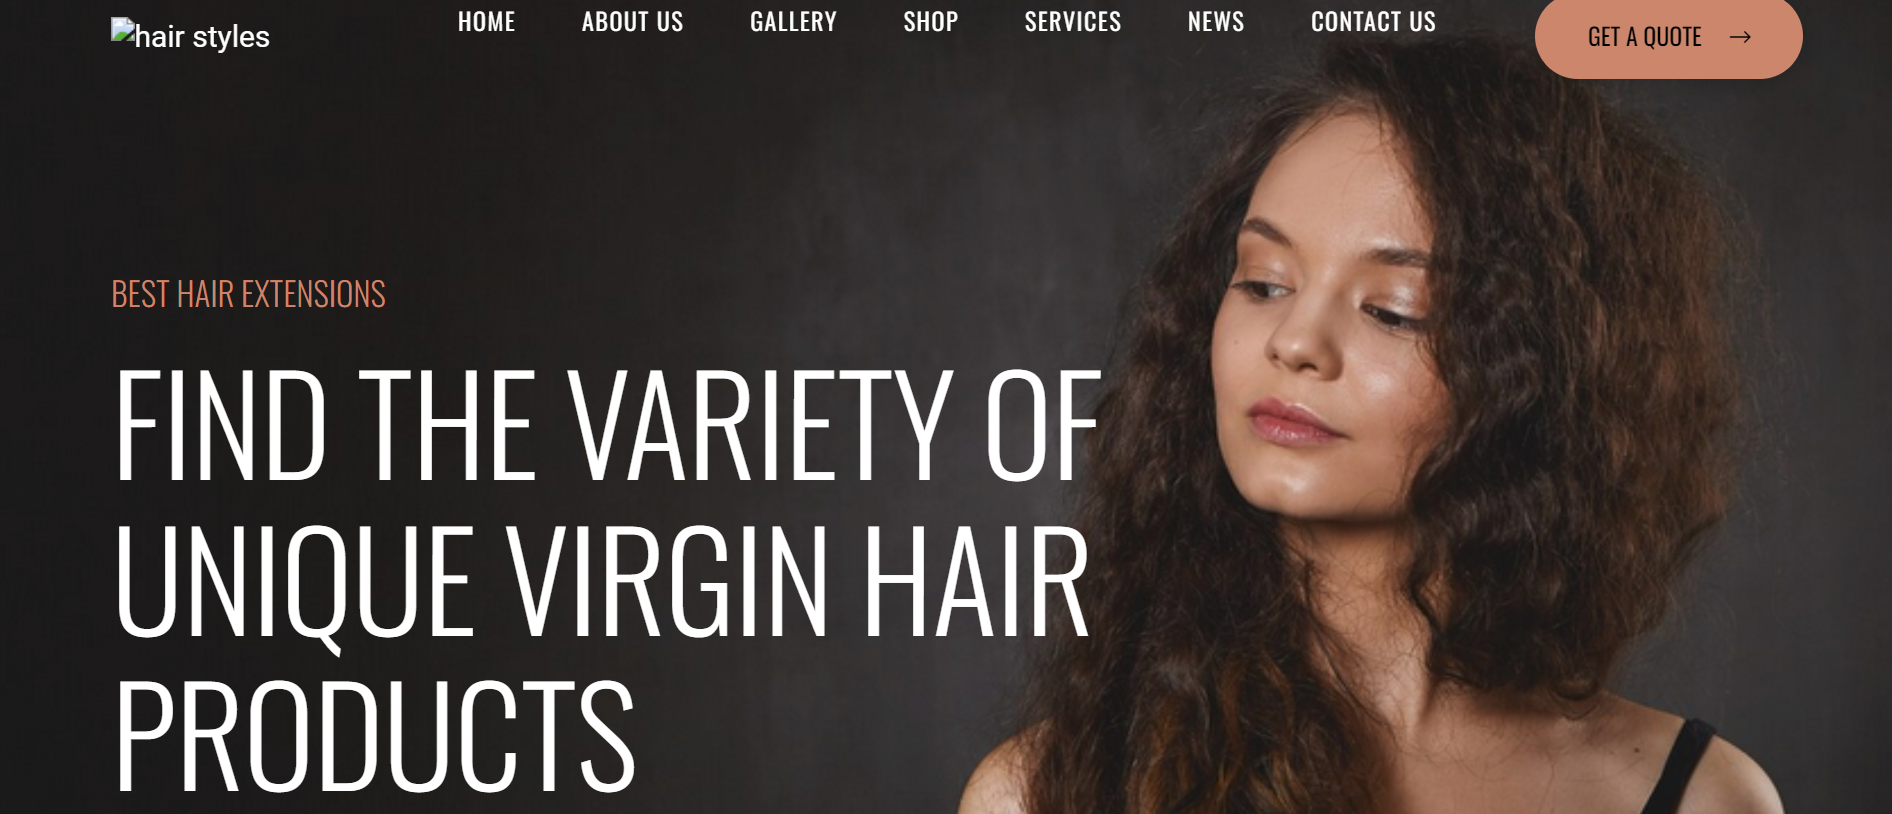 hair styles
HOME ABOUT US GALLERY SHOP SERVICES NEWS CONTACT US
GET A QUOTE
BEST HAIR EXTENSIONS
FIND THE VARIETY OF
UNIQUE VIRGIN HAIR
PRODUCTS